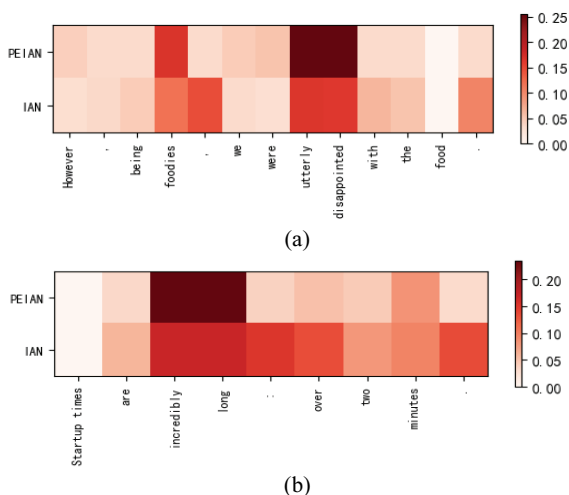 PEIAN
IAN
However
,
being
foodies
,
we
were
utterly
disappointed
with
the
food
.
0.25
0.20
0.15
0.10
0.05
0.00
(a)
PEIAN
IAN
Startup times
are
incredibly
long
:
over
two
minutes
.
0.20
0.15
0.10
0.05
0.00
(b)